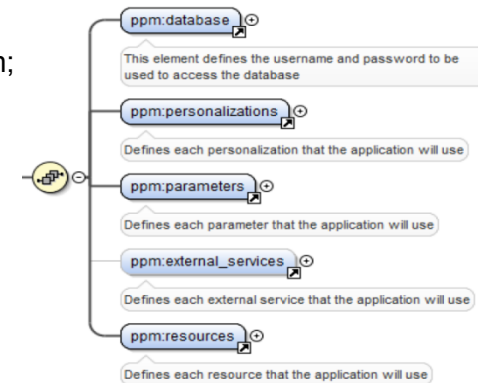 ppm:database
n;
This element defines the username and password to be
used to access the database
ppm:personalizations
Defines each personalization that the application will use
ppm:parameters
Defines each parameter that the application will use
ppm:external_services
Defines each external service that the application will use
ppm:resources
Defines each resource that the application will use